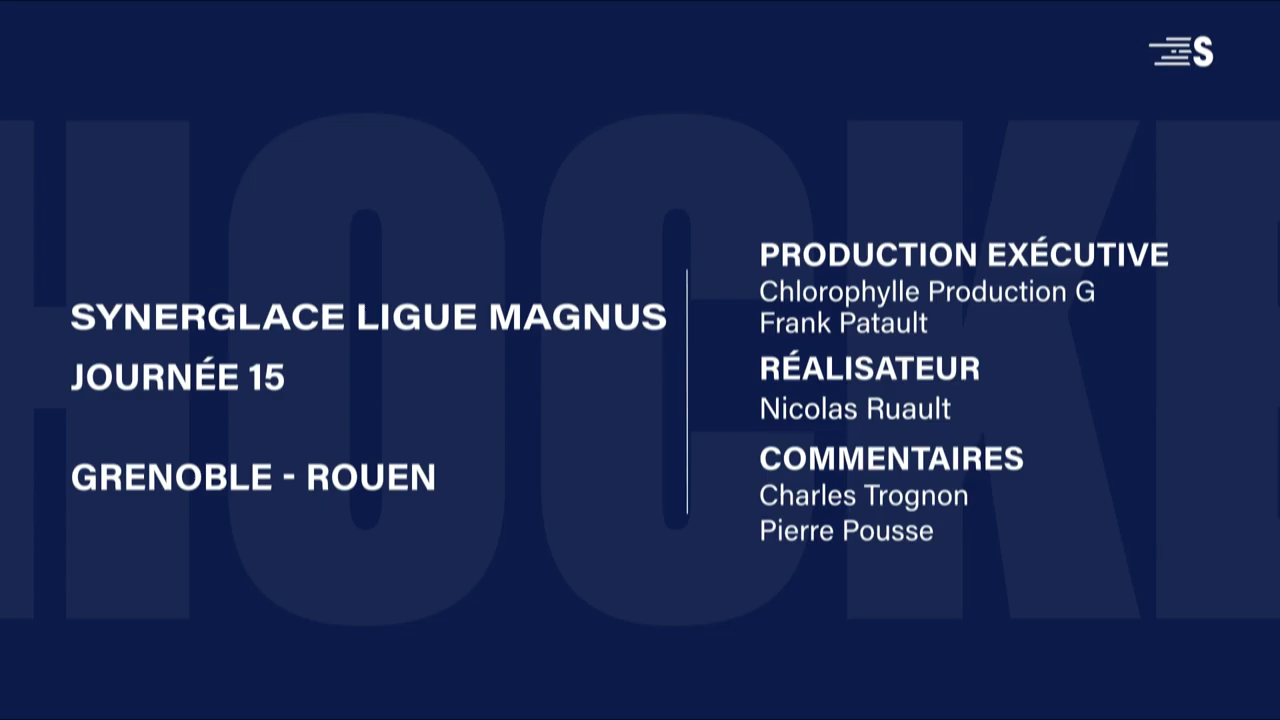 S
HOCKE
SYNERGLACE LIGUE MAGNUS
JOURNÉE 15
GRENOBLE - ROUEN
PRODUCTION EXÉCUTIVE
Chlorophylle Production G
Frank Patault
RÉALISATEUR
Nicolas Ruault
COMMENTAIRES
Charles Trognon
Pierre Pousse